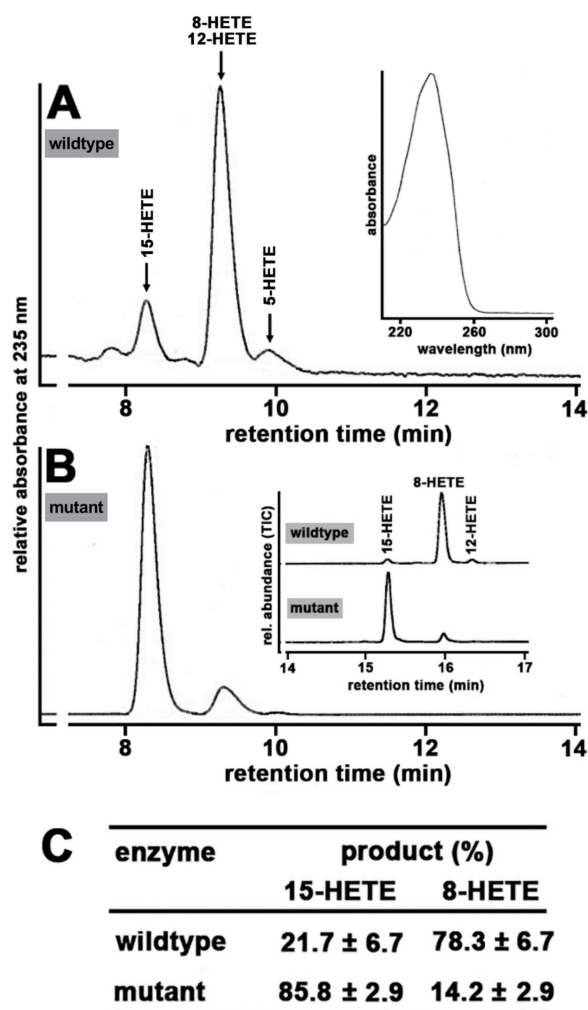 8-HETE
12-HETE
A
wildtype
15-HETE
5-HETE
absorbance
220 260 300
wavelength (nm)
8 10 12 14
retention time (min)
relative absorbance at 235 nm
B
mutant
8-HETE
15-HETE
12-HETE
wildtype
mutant
rel. abundance (TIC)
14 15 16 17
retention time (min)
8 10 12 14
retention time (min)
C
enzyme product (%)
15-HETE 8-HETE
wildtype 21.7 ± 6.7 78.3 ± 6.7
mutant 85.8 ± 2.9 14.2 ± 2.9